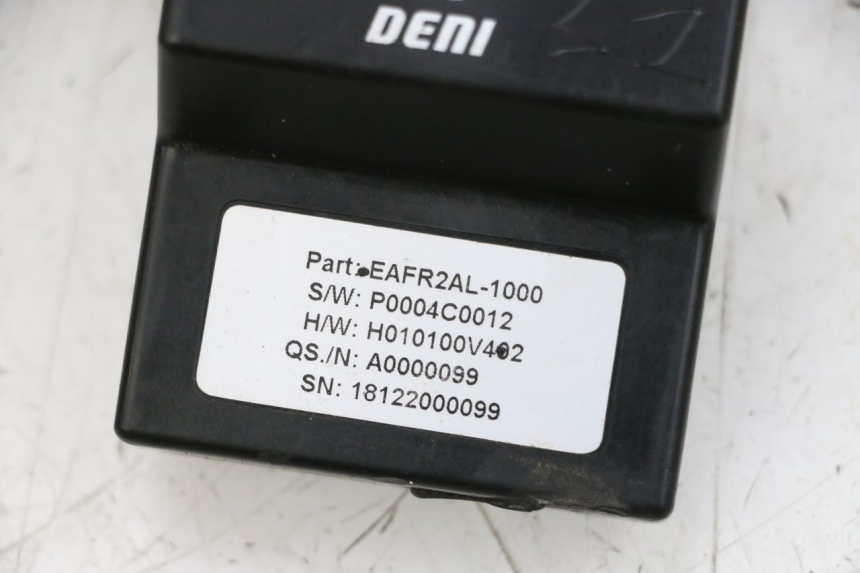 DENI
Part: EAFR2AL-1000
S/W: P0004C0012
H/W: H010100V402
QS./N: A0000099
SN: 18122000099